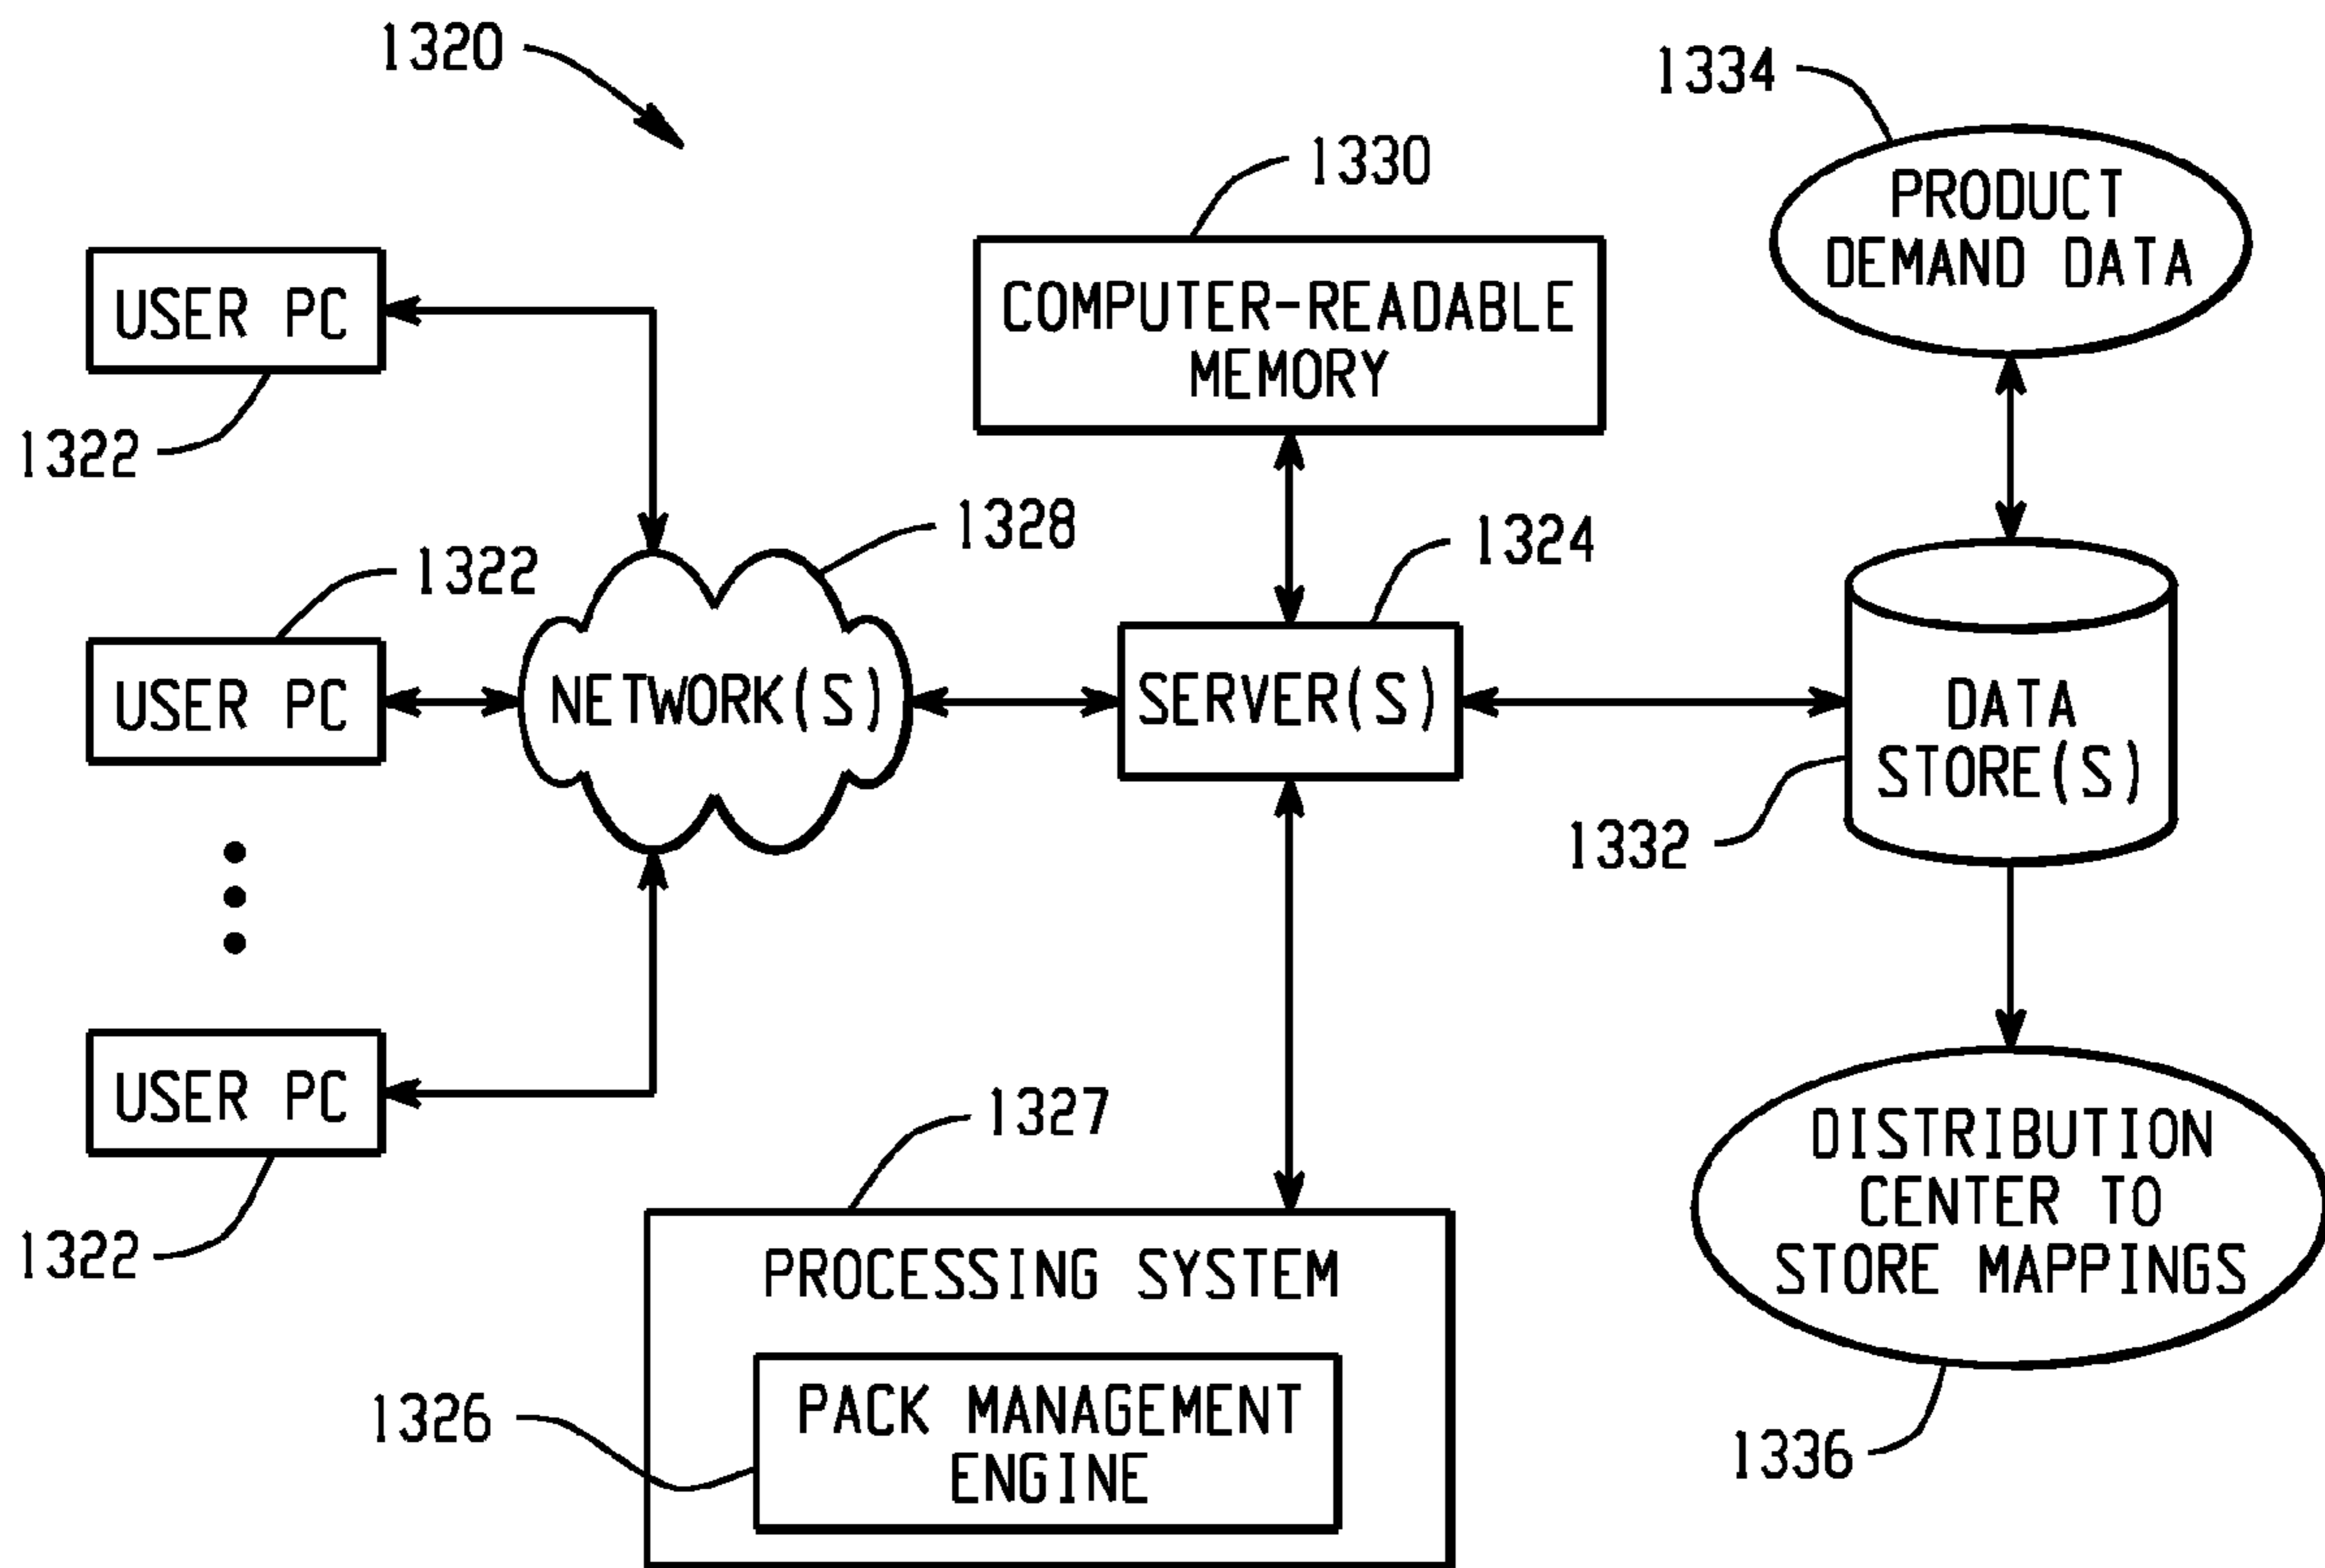 1320
1334
1330
PRODUCT
DEMAND DATA
USER PC
COMPUTER-READABLE
MEMORY
1322
1328
1324
1322
USER PC
NETWORK(S)
SERVER(S)
DATA
STORE(S)
1332
USER PC
1327
DISTRIBUTION
CENTER TO
STORE MAPPINGS
1322
PROCESSING SYSTEM
1326
PACK MANAGEMENT
ENGINE
1336